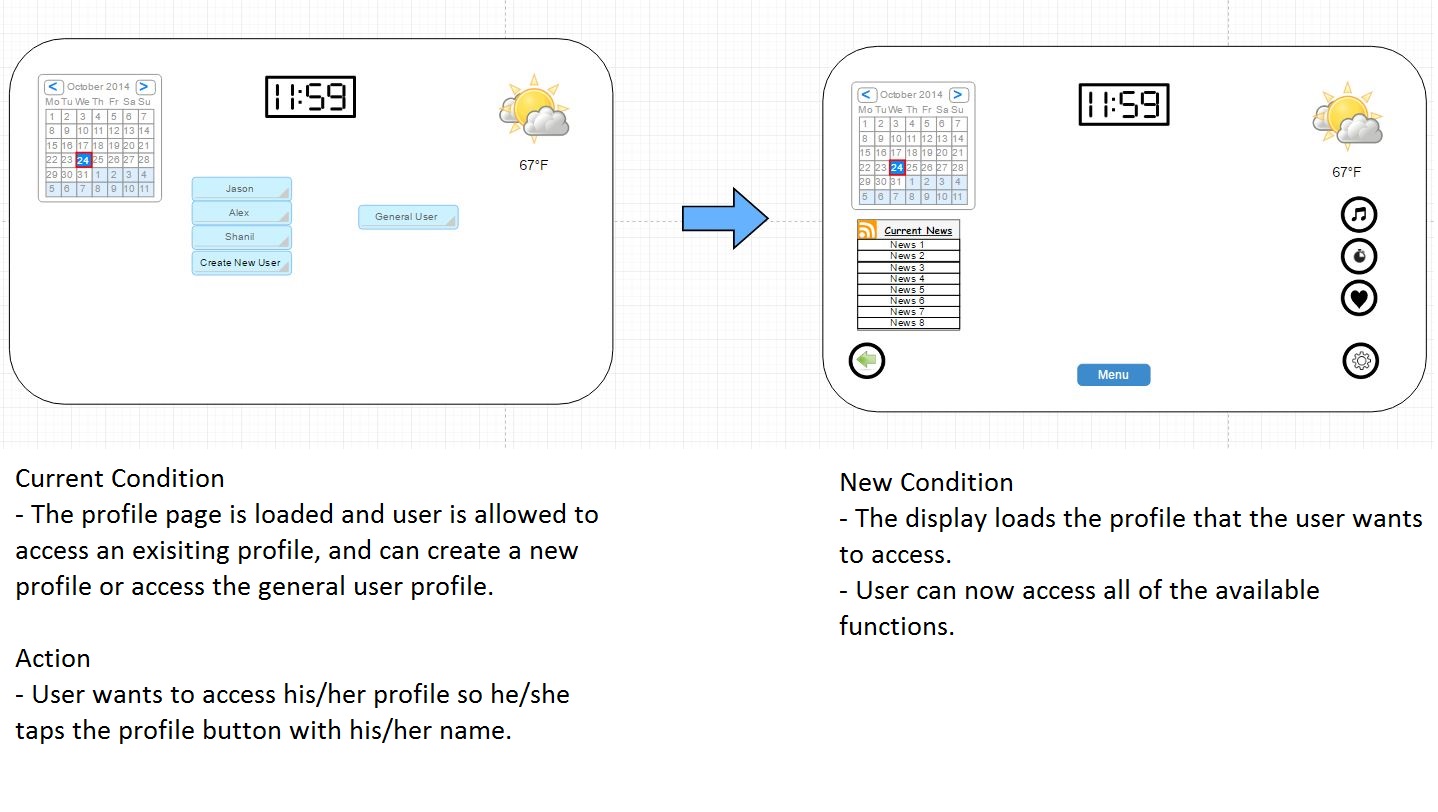 < October 2014 >
Mo Tu We Th Fr Sa Su
1 2 3 4 5 6 7
8 9 10 11 12 13 14
15 16 17 18 19 20 21
22 23 24 25 26 27 28
29 30 31 1 2 3 4
5 6 7 8 9 10 11
11:59
67°F
Jason
Alex
Shanil
Create New User
General User
< October 2014 >
Mo Tu We Th Fr Sa Su
1 2 3 4 5 6 7
8 9 10 11 12 13 14
15 16 17 18 19 20 21
22 23 24 25 26 27 28
29 30 31 1 2 3 4
5 6 7 8 9 10 11
11:59
67°F
Current News
News 1
News 2
News 3
News 4
News 5
News 6
News 7
News 8
Menu
Current Condition
- The profile page is loaded and user is allowed to
access an exisiting profile, and can create a new
profile or access the general user profile.
Action
- User wants to access his/her profile so he/she
taps the profile button with his/her name.
New Condition
- The display loads the profile that the user wants
to access.
- User can now access all of the available
functions.